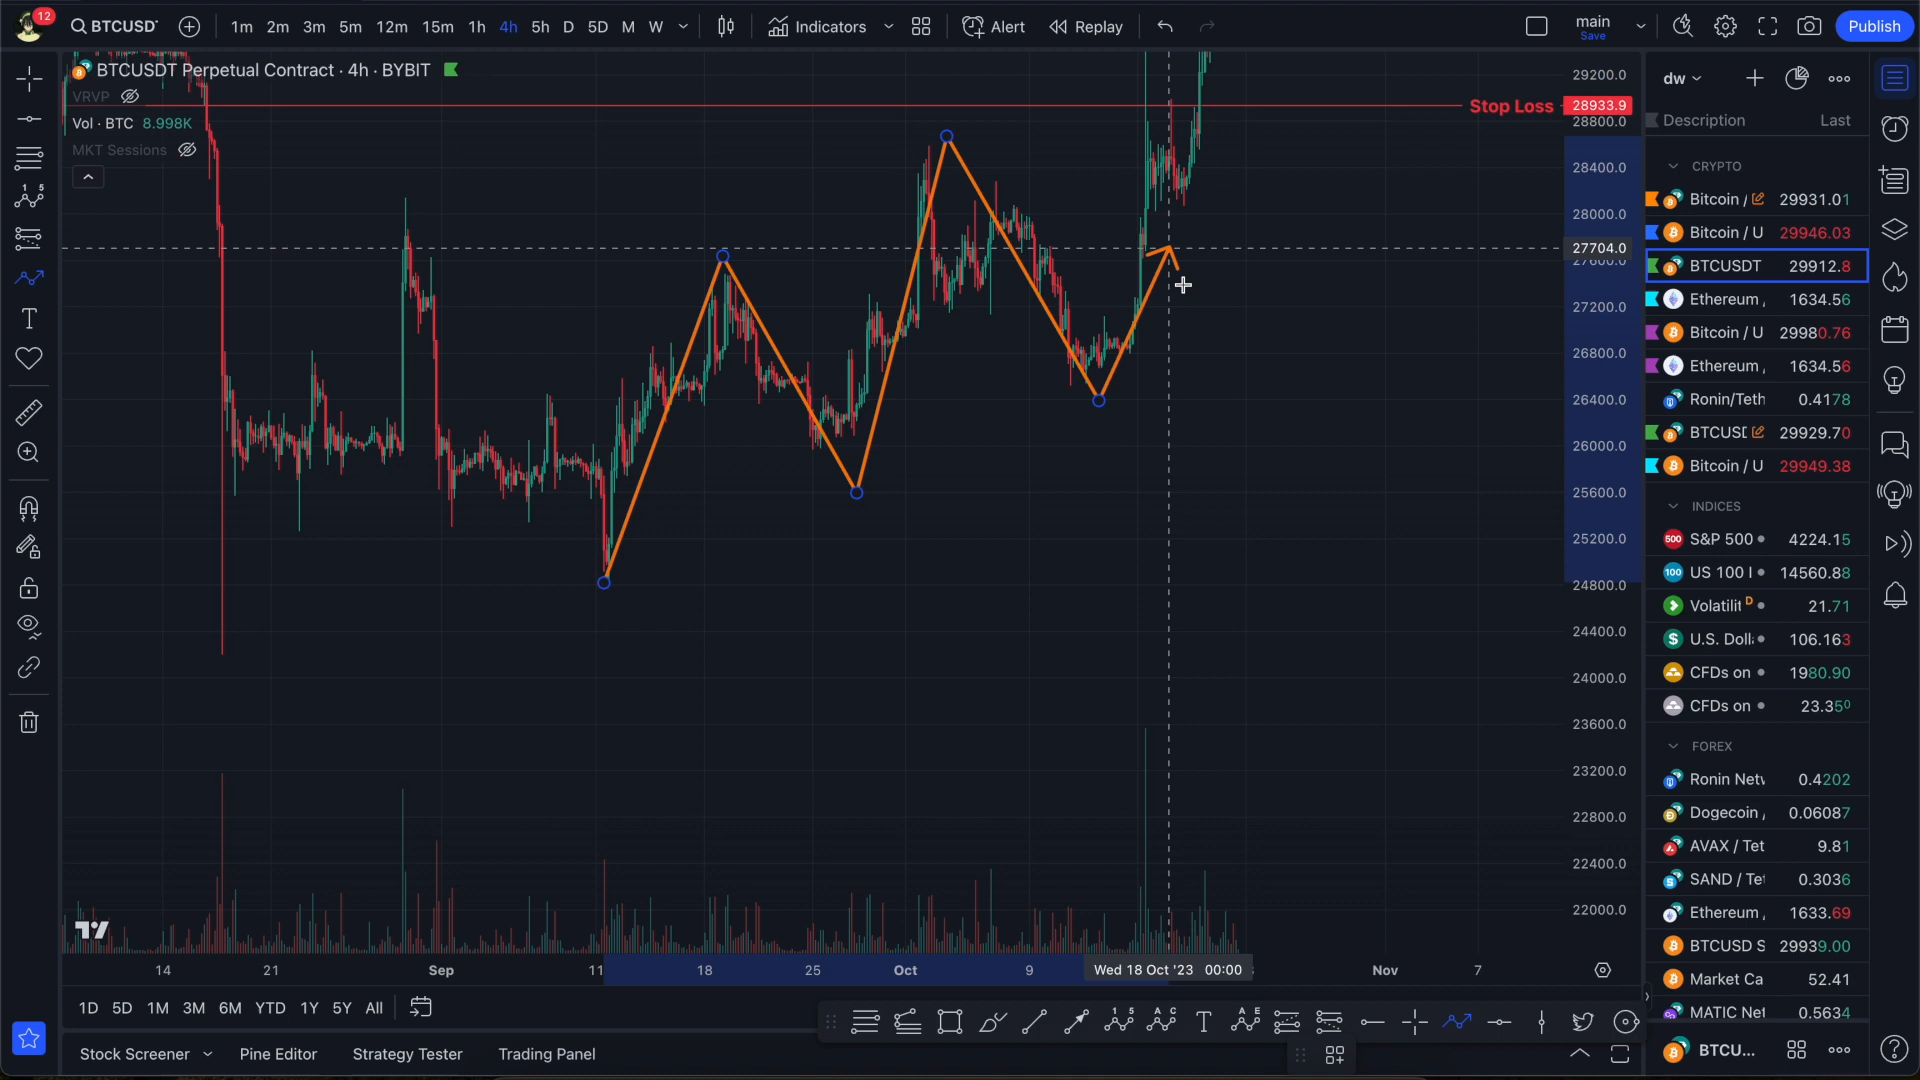 12
BTCUSDT
1m 2m 3m 5m 12m 15m 1h 4h 5h D 5D M W
Indicators
Alert
Replay
main
Save
Publish
BTCUSDT Perpetual Contract · 4h · BYBIT
VRVP
Vol · BTC 8.998K
MKT Sessions
Stop Loss 28933.9
29200.0
28800.0
28400.0
28000.0
27704.0
27600.0
27200.0
26800.0
26400.0
26000.0
25600.0
25200.0
24800.0
24400.0
24000.0
23600.0
23200.0
22800.0
22400.0
22000.0
14 21 Sep 11 18 25 Oct 9 Wed 18 Oct '23 00:00 Nov 7
1D 5D 1M 3M 6M YTD 1Y 5Y All
Stock Screener Pine Editor Strategy Tester Trading Panel
dw
Description Last
CRYPTO
Bitcoin / 29931.01
Bitcoin / U 29946.03
BTCUSDT 29912.8
Ethereum 1634.56
Bitcoin / U 29980.76
Ethereum 1634.56
Ronin/Teth 0.4178
BTCUSD 29929.70
Bitcoin / U 29949.38
INDICES
500 S&P 500 4224.15
100 US 100 14560.88
Volatilit D 21.71
U.S. Doll 106.163
CFDs on 1980.90
CFDs on 23.350
FOREX
Ronin Netv 0.4202
Dogecoin / 0.06087
AVAX / Tet 9.81
SAND / Te 0.3036
Ethereum 1633.69
BTCUSD S 29939.00
Market Ca 52.41
MATIC Net 0.5634
BTCU...